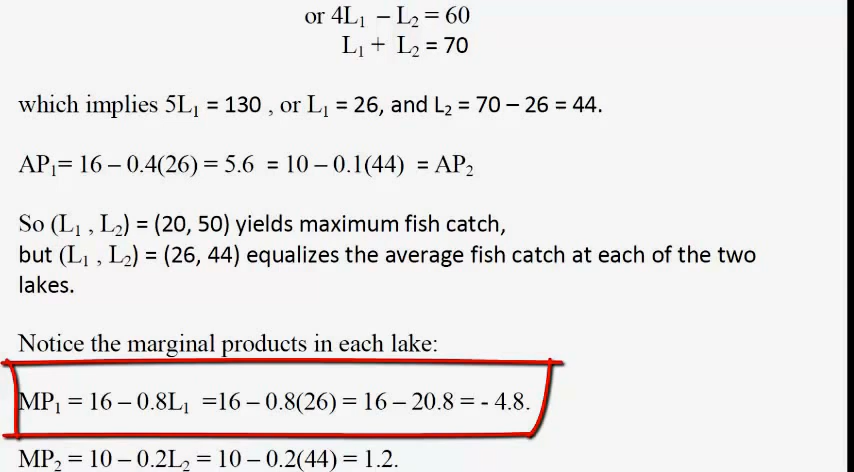 or 4L₁ – L₂ = 60
L₁ + L₂ = 70
which implies 5L₁ = 130 , or L₁ = 26, and L₂ = 70 – 26 = 44.
AP₁= 16 – 0.4(26) = 5.6 = 10 – 0.1(44) = AP₂
So (L₁ , L₂) = (20, 50) yields maximum fish catch,
but (L₁ , L₂) = (26, 44) equalizes the average fish catch at each of the two
lakes.
Notice the marginal products in each lake:
MP₁ = 16 – 0.8L₁ =16 – 0.8(26) = 16 – 20.8 = - 4.8.
MP₂ = 10 – 0.2L₂ = 10 – 0.2(44) = 1.2.